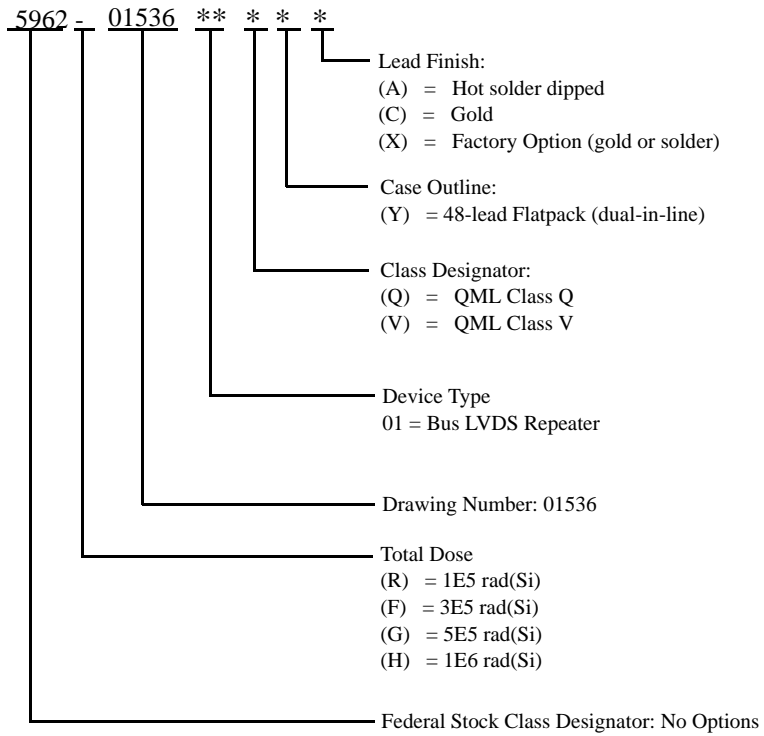 5962 - 01536 ** * * *
Lead Finish:
(A) = Hot solder dipped
(C) = Gold
(X) = Factory Option (gold or solder)
Case Outline:
(Y) = 48-lead Flatpack (dual-in-line)
Class Designator:
(Q) = QML Class Q
(V) = QML Class V
Device Type
01 = Bus LVDS Repeater
Drawing Number: 01536
Total Dose
(R) = 1E5 rad(Si)
(F) = 3E5 rad(Si)
(G) = 5E5 rad(Si)
(H) = 1E6 rad(Si)
Federal Stock Class Designator: No Options